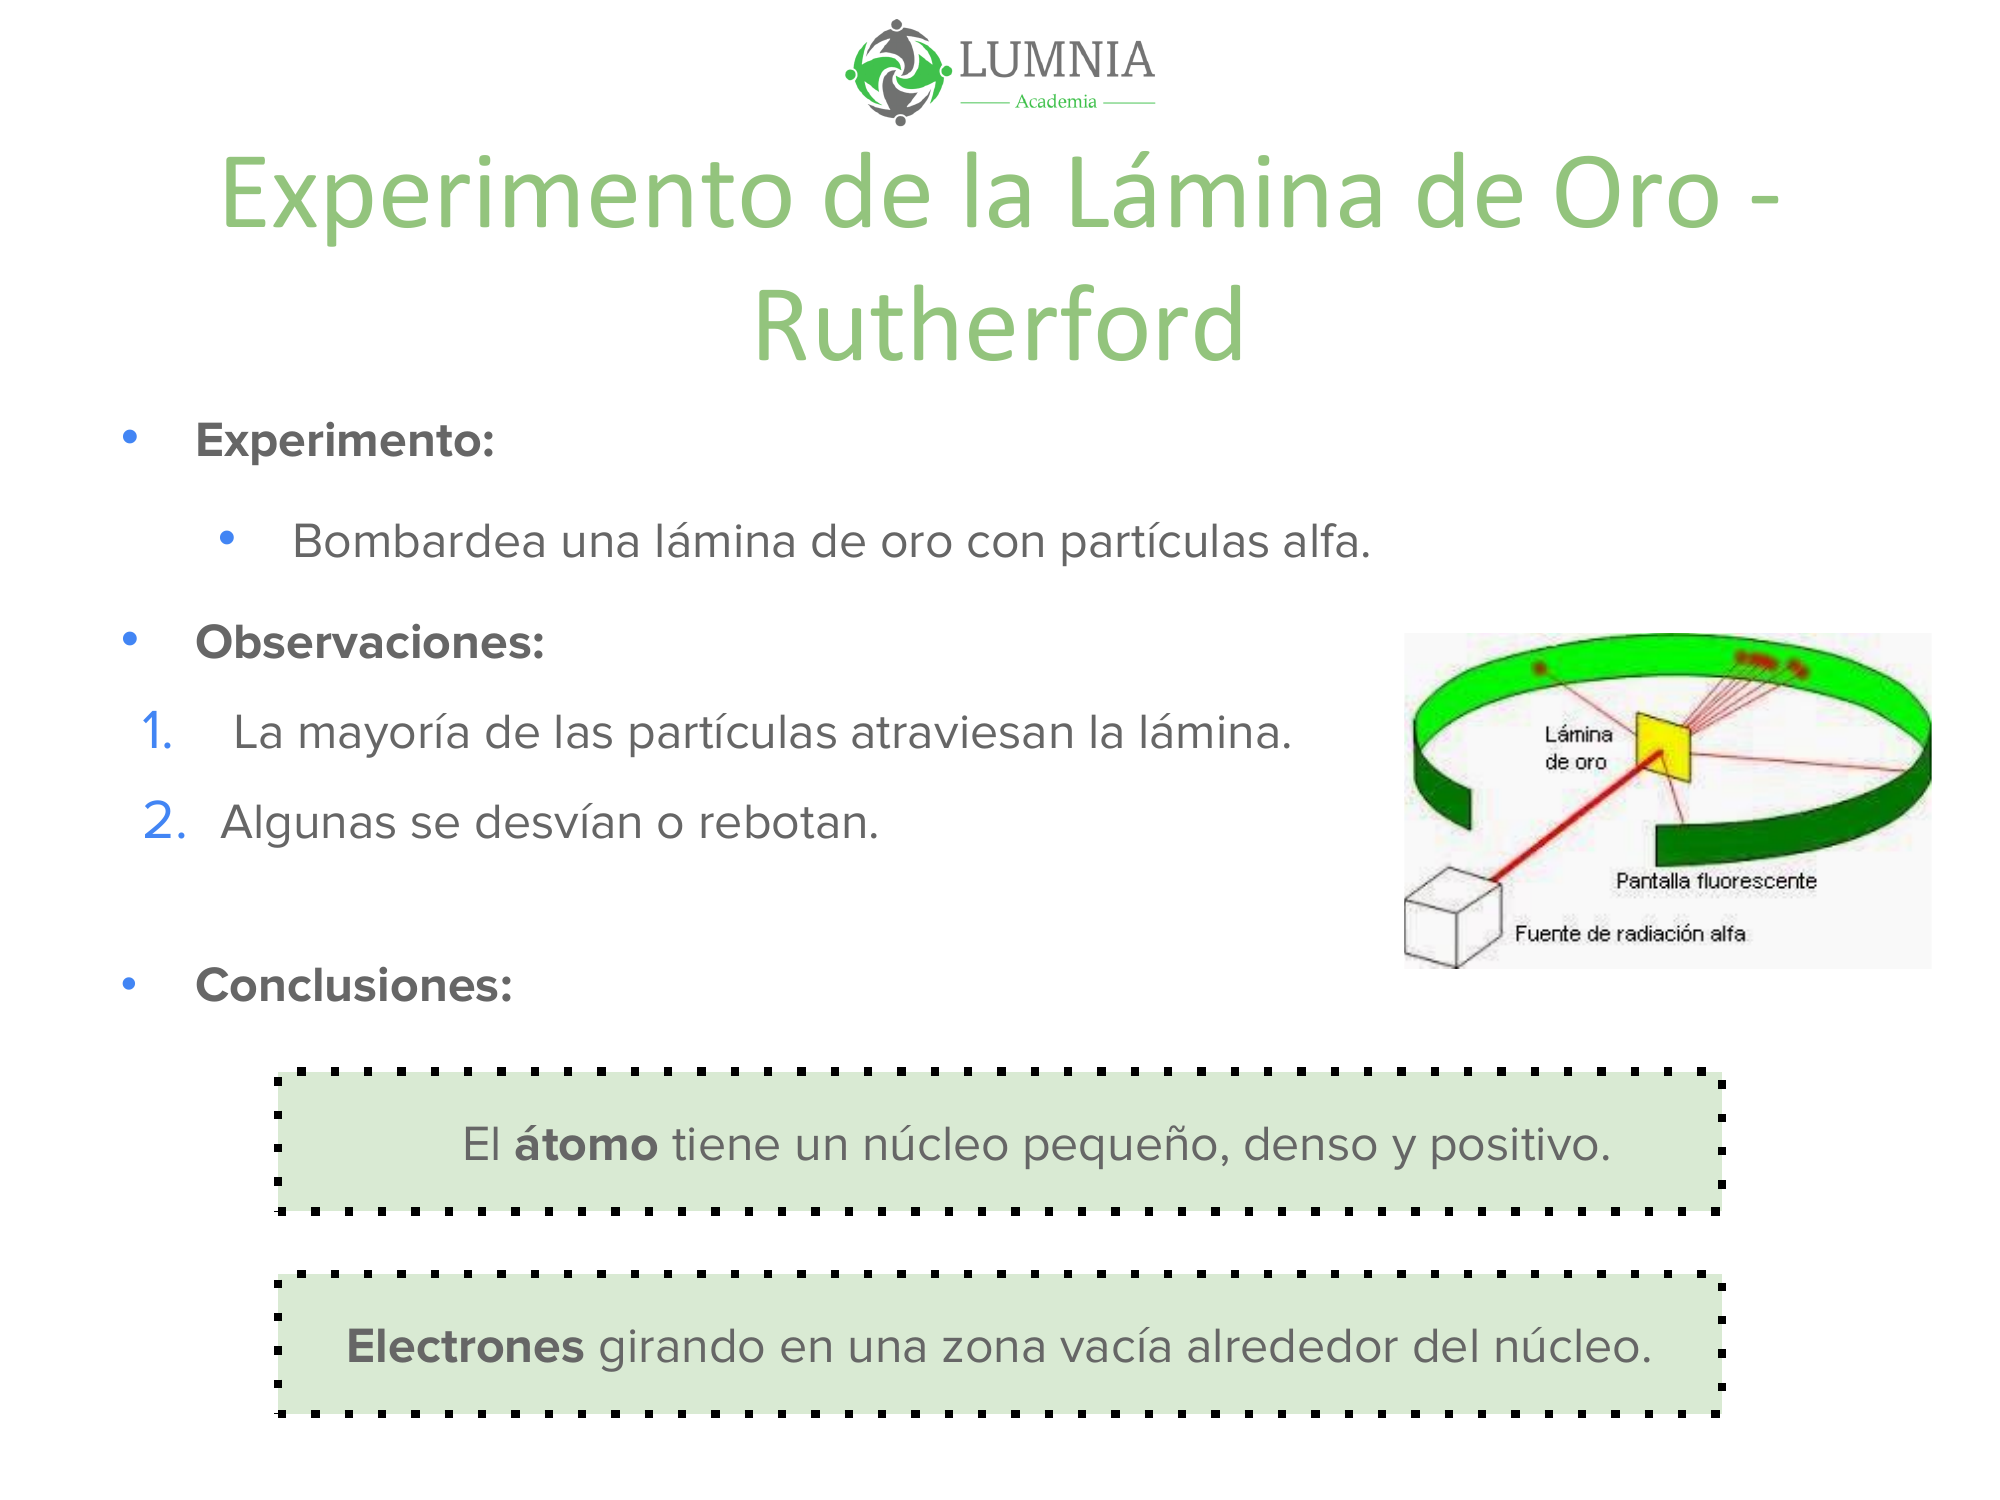 LUMNIA
Academia
Experimento de la Lámina de Oro -
Rutherford
• Experimento:
• Bombardea una lámina de oro con partículas alfa.
• Observaciones:
1. La mayoría de las partículas atraviesan la lámina.
2. Algunas se desvían o rebotan.
Lámina
de oro
Pantalla fluorescente
Fuente de radiación alfa
• Conclusiones:
El átomo tiene un núcleo pequeño, denso y positivo.
Electrones girando en una zona vacía alrededor del núcleo.